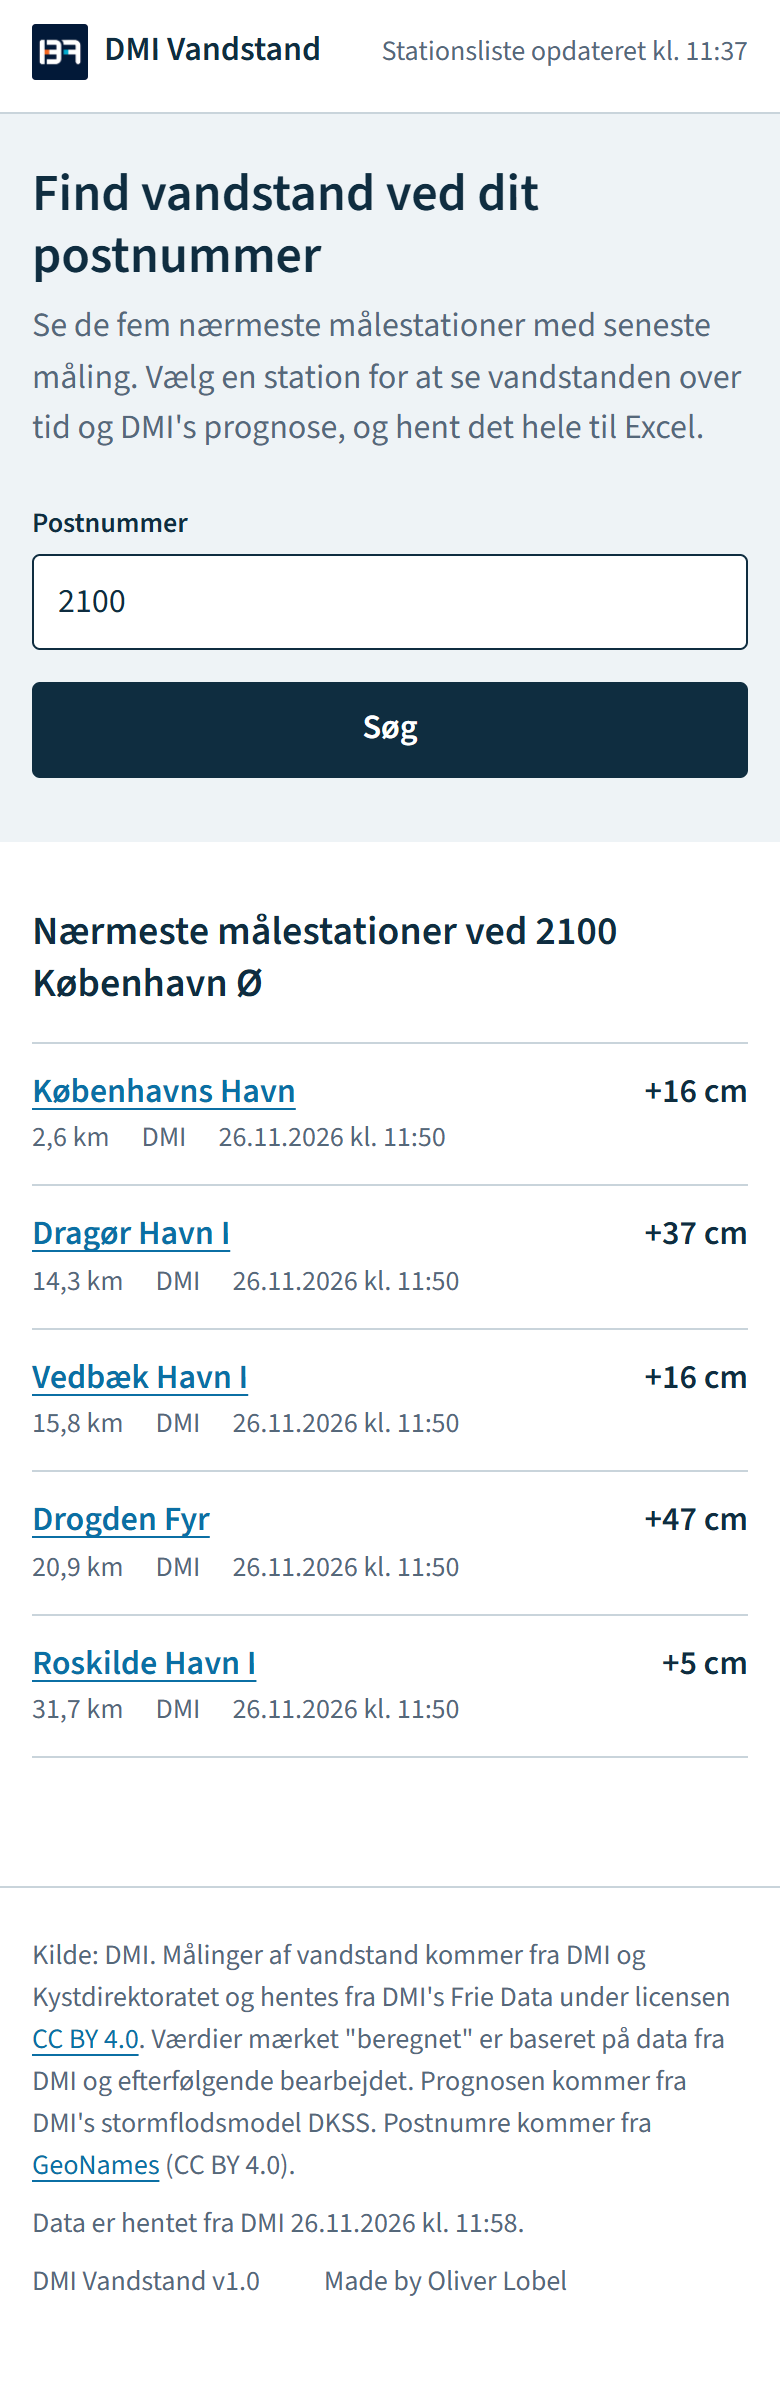 DMI Vandstand
Stationsliste opdateret kl. 11:37
Find vandstand ved dit
postnummer
Se de fem nærmeste målestationer med seneste
måling. Vælg en station for at se vandstanden over
tid og DMI's prognose, og hent det hele til Excel.
Postnummer
2100
Søg
Nærmeste målestationer ved 2100
København Ø
Københavns Havn +16 cm
2,6 km DMI 26.11.2026 kl. 11:50
Dragør Havn I +37 cm
14,3 km DMI 26.11.2026 kl. 11:50
Vedbæk Havn I +16 cm
15,8 km DMI 26.11.2026 kl. 11:50
Drogden Fyr +47 cm
20,9 km DMI 26.11.2026 kl. 11:50
Roskilde Havn I +5 cm
31,7 km DMI 26.11.2026 kl. 11:50
Kilde: DMI. Målinger af vandstand kommer fra DMI og
Kystdirektoratet og hentes fra DMI's Frie Data under licensen
CC BY 4.0. Værdier mærket "beregnet" er baseret på data fra
DMI og efterfølgende bearbejdet. Prognosen kommer fra
DMI's stormflodsmodel DKSS. Postnumre kommer fra
GeoNames (CC BY 4.0).
Data er hentet fra DMI 26.11.2026 kl. 11:58.
DMI Vandstand v1.0 Made by Oliver Lobel